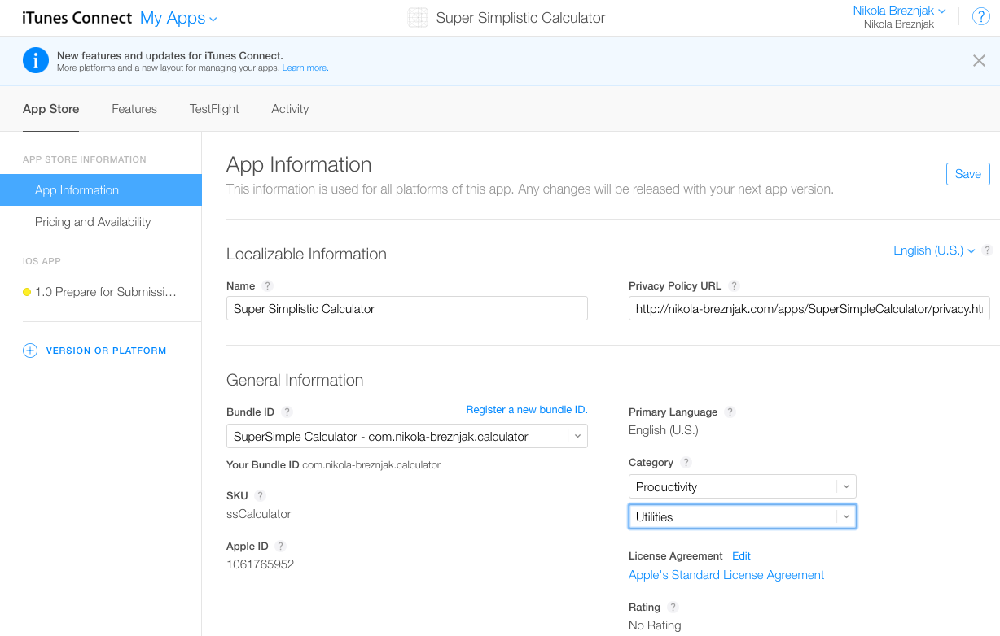 iTunes Connect My Apps
Super Simplistic Calculator
Nikola Breznjak
Nikola Breznjak
?
i
New features and updates for iTunes Connect.
More platforms and a new layout for managing your apps. Learn more.
App Store Features TestFlight Activity
APP STORE INFORMATION
App Information
Pricing and Availability
iOS APP
1.0 Prepare for Submissi…
VERSION OR PLATFORM
App Information
Save
This information is used for all platforms of this app. Any changes will be released with your next app version.
Localizable Information
English (U.S.) ?
Name ?
Super Simplistic Calculator
Privacy Policy URL ?
http://nikola-breznjak.com/apps/SuperSimpleCalculator/privacy.ht
General Information
Bundle ID ? Register a new bundle ID.
SuperSimple Calculator - com.nikola-breznjak.calculator
Your Bundle ID com.nikola-breznjak.calculator
SKU ?
ssCalculator
Apple ID ?
1061765952
Primary Language ?
English (U.S.)
Category ?
Productivity
Utilities
License Agreement Edit
Apple's Standard License Agreement
Rating ?
No Rating